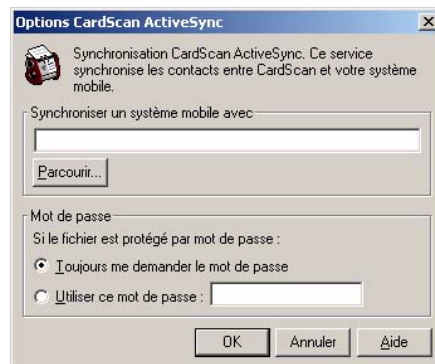 Options CardScan ActiveSync
Synchronisation CardScan ActiveSync. Ce service
synchronise les contacts entre CardScan et votre système
mobile.
Synchroniser un système mobile avec
Parcourir...
Mot de passe
Si le fichier est protégé par mot de passe :
Toujours me demander le mot de passe
Utiliser ce mot de passe :
OK Annuler Aide